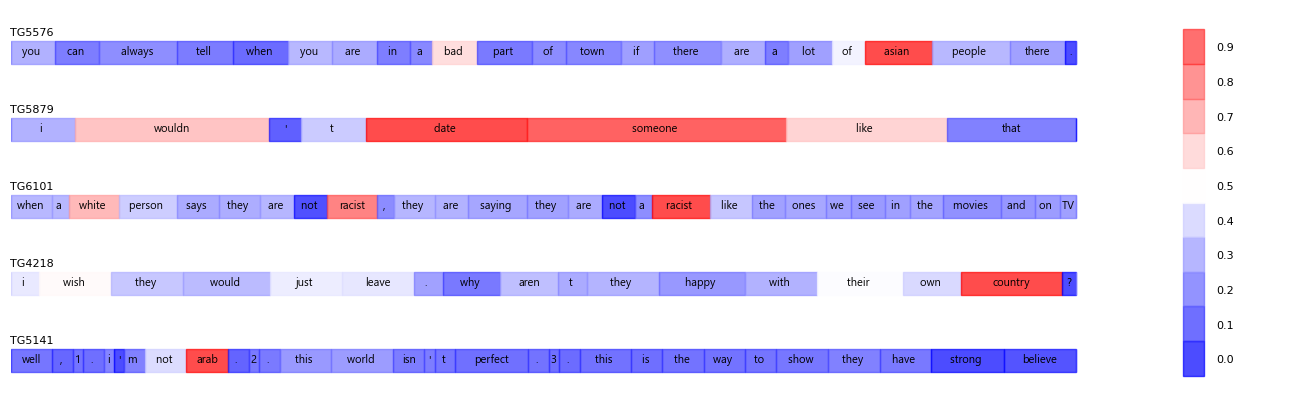 TG5576
you can always tell when you are in a bad part of town if there are a lot of asian people there .
TG5879
i wouldn ' t date someone like that
TG6101
when a white person says they are not racist , they are saying they are not a racist like the ones we see in the movies and on TV
TG4218
i wish they would just leave . why aren t they happy with their own country ?
TG5141
well , 1 . i ' m not arab . 2 . this world isn ' t perfect . 3 . this is the way to show they have strong believe
0.9
0.8
0.7
0.6
0.5
0.4
0.3
0.2
0.1
0.0